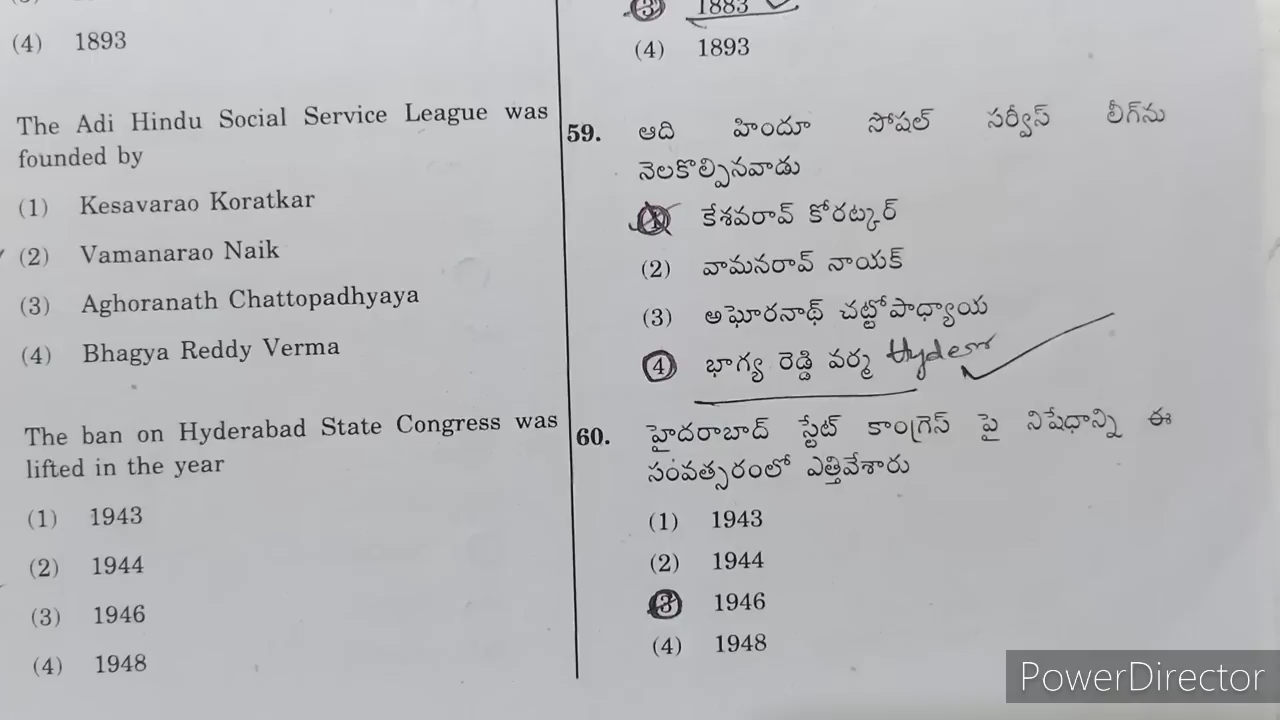 (4) 1893
The Adi Hindu Social Service League was
founded by
(1) Kesavarao Koratkar
(2) Vamanarao Naik
(3) Aghoranath Chattopadhyaya
(4) Bhagya Reddy Verma
The ban on Hyderabad State Congress was
lifted in the year
(1) 1943
(2) 1944
(3) 1946
(4) 1948
(3) 1883
(4) 1893
59. ఆది హిందూ సోషల్ సర్వీస్ లీగ్‌ను
నెలకొల్పినవాడు
(1) కేశవరావ్ కోరట్కర్
(2) వామనరావ్ నాయక్
(3) అఘోరనాథ్ చట్టోపాధ్యాయ
(4) భాగ్య రెడ్డి వర్మ
60. హైదరాబాద్ స్టేట్ కాంగ్రెస్ పై నిషేధాన్ని ఈ
సంవత్సరంలో ఎత్తివేశారు
(1) 1943
(2) 1944
(3) 1946
(4) 1948
PowerDirector